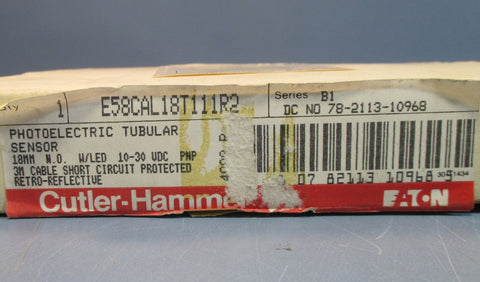 Qty 1 E58CAL18T111R2 Series B1
DC NO 78-2113-10968
PHOTOELECTRIC TUBULAR
SENSOR
18MM N.O. W/LED 10-30 VDC PNP
3M CABLE SHORT CIRCUIT PROTECTED
RETRO-REFLECTIVE
07 82113 10968
Cutler-Hamme
EATON